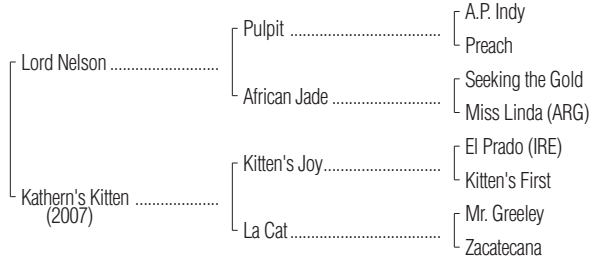 A.P. Indy
Pulpit ..............................................
Preach
Lord Nelson .................................
Seeking the Gold
African Jade .................................
Miss Linda (ARG)
El Prado (IRE)
Kitten's Joy....................................
Kitten's First
Kathern's Kitten .........................
(2007)
Mr. Greeley
La Cat .............................................
Zacatecana